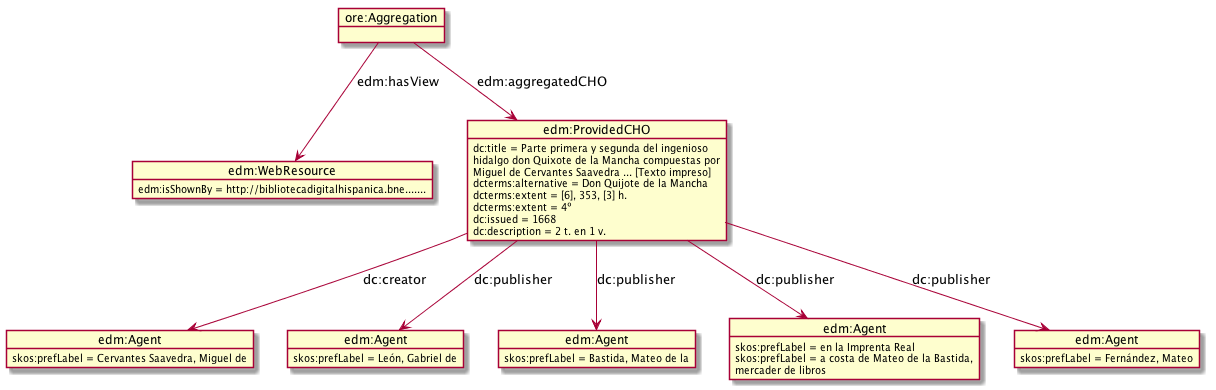 ore:Aggregation
edm:hasView
edm:aggregatedCHO
edm:ProvidedCHO
dc:title = Parte primera y segunda del ingenioso
hidalgo don Quixote de la Mancha compuestas por
Miguel de Cervantes Saavedra ... [Texto impreso]
dcterms:alternative = Don Quijote de la Mancha
dcterms:extent = [6], 353, [3] h.
dcterms:extent = 4º
dc:issued = 1668
dc:description = 2 t. en 1 v.
edm:WebResource
edm:isShownBy = http://bibliotecadigitalhispanica.bne.......
dc:creator
dc:publisher
dc:publisher
dc:publisher
dc:publisher
edm:Agent
skos:prefLabel = Cervantes Saavedra, Miguel de
edm:Agent
skos:prefLabel = León, Gabriel de
edm:Agent
skos:prefLabel = Bastida, Mateo de la
edm:Agent
skos:prefLabel = en la Imprenta Real
skos:prefLabel = a costa de Mateo de la Bastida,
mercader de libros
edm:Agent
skos:prefLabel = Fernández, Mateo